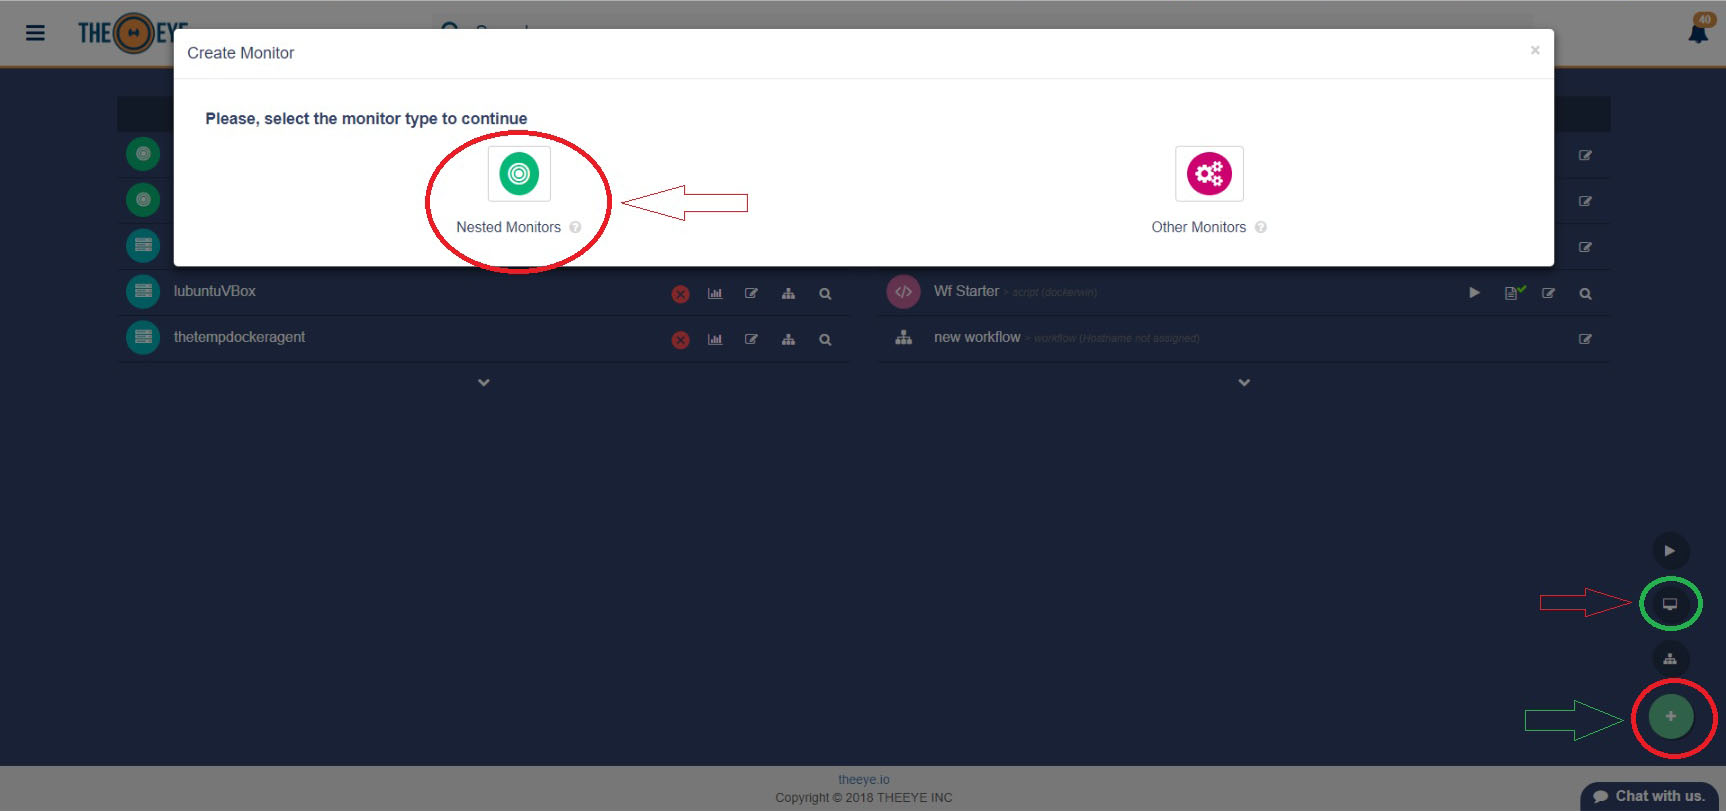 THE EYE
40
Create Monitor
×
Please, select the monitor type to continue
Nested Monitors ?
Other Monitors ?
lubuntuVBox
Wf Starter > script (dockerwin)
thetempdockeragent
new workflow > workflow (Hostname not assigned)
theeye.io
Copyright © 2018 THEEYE INC
Chat with us.